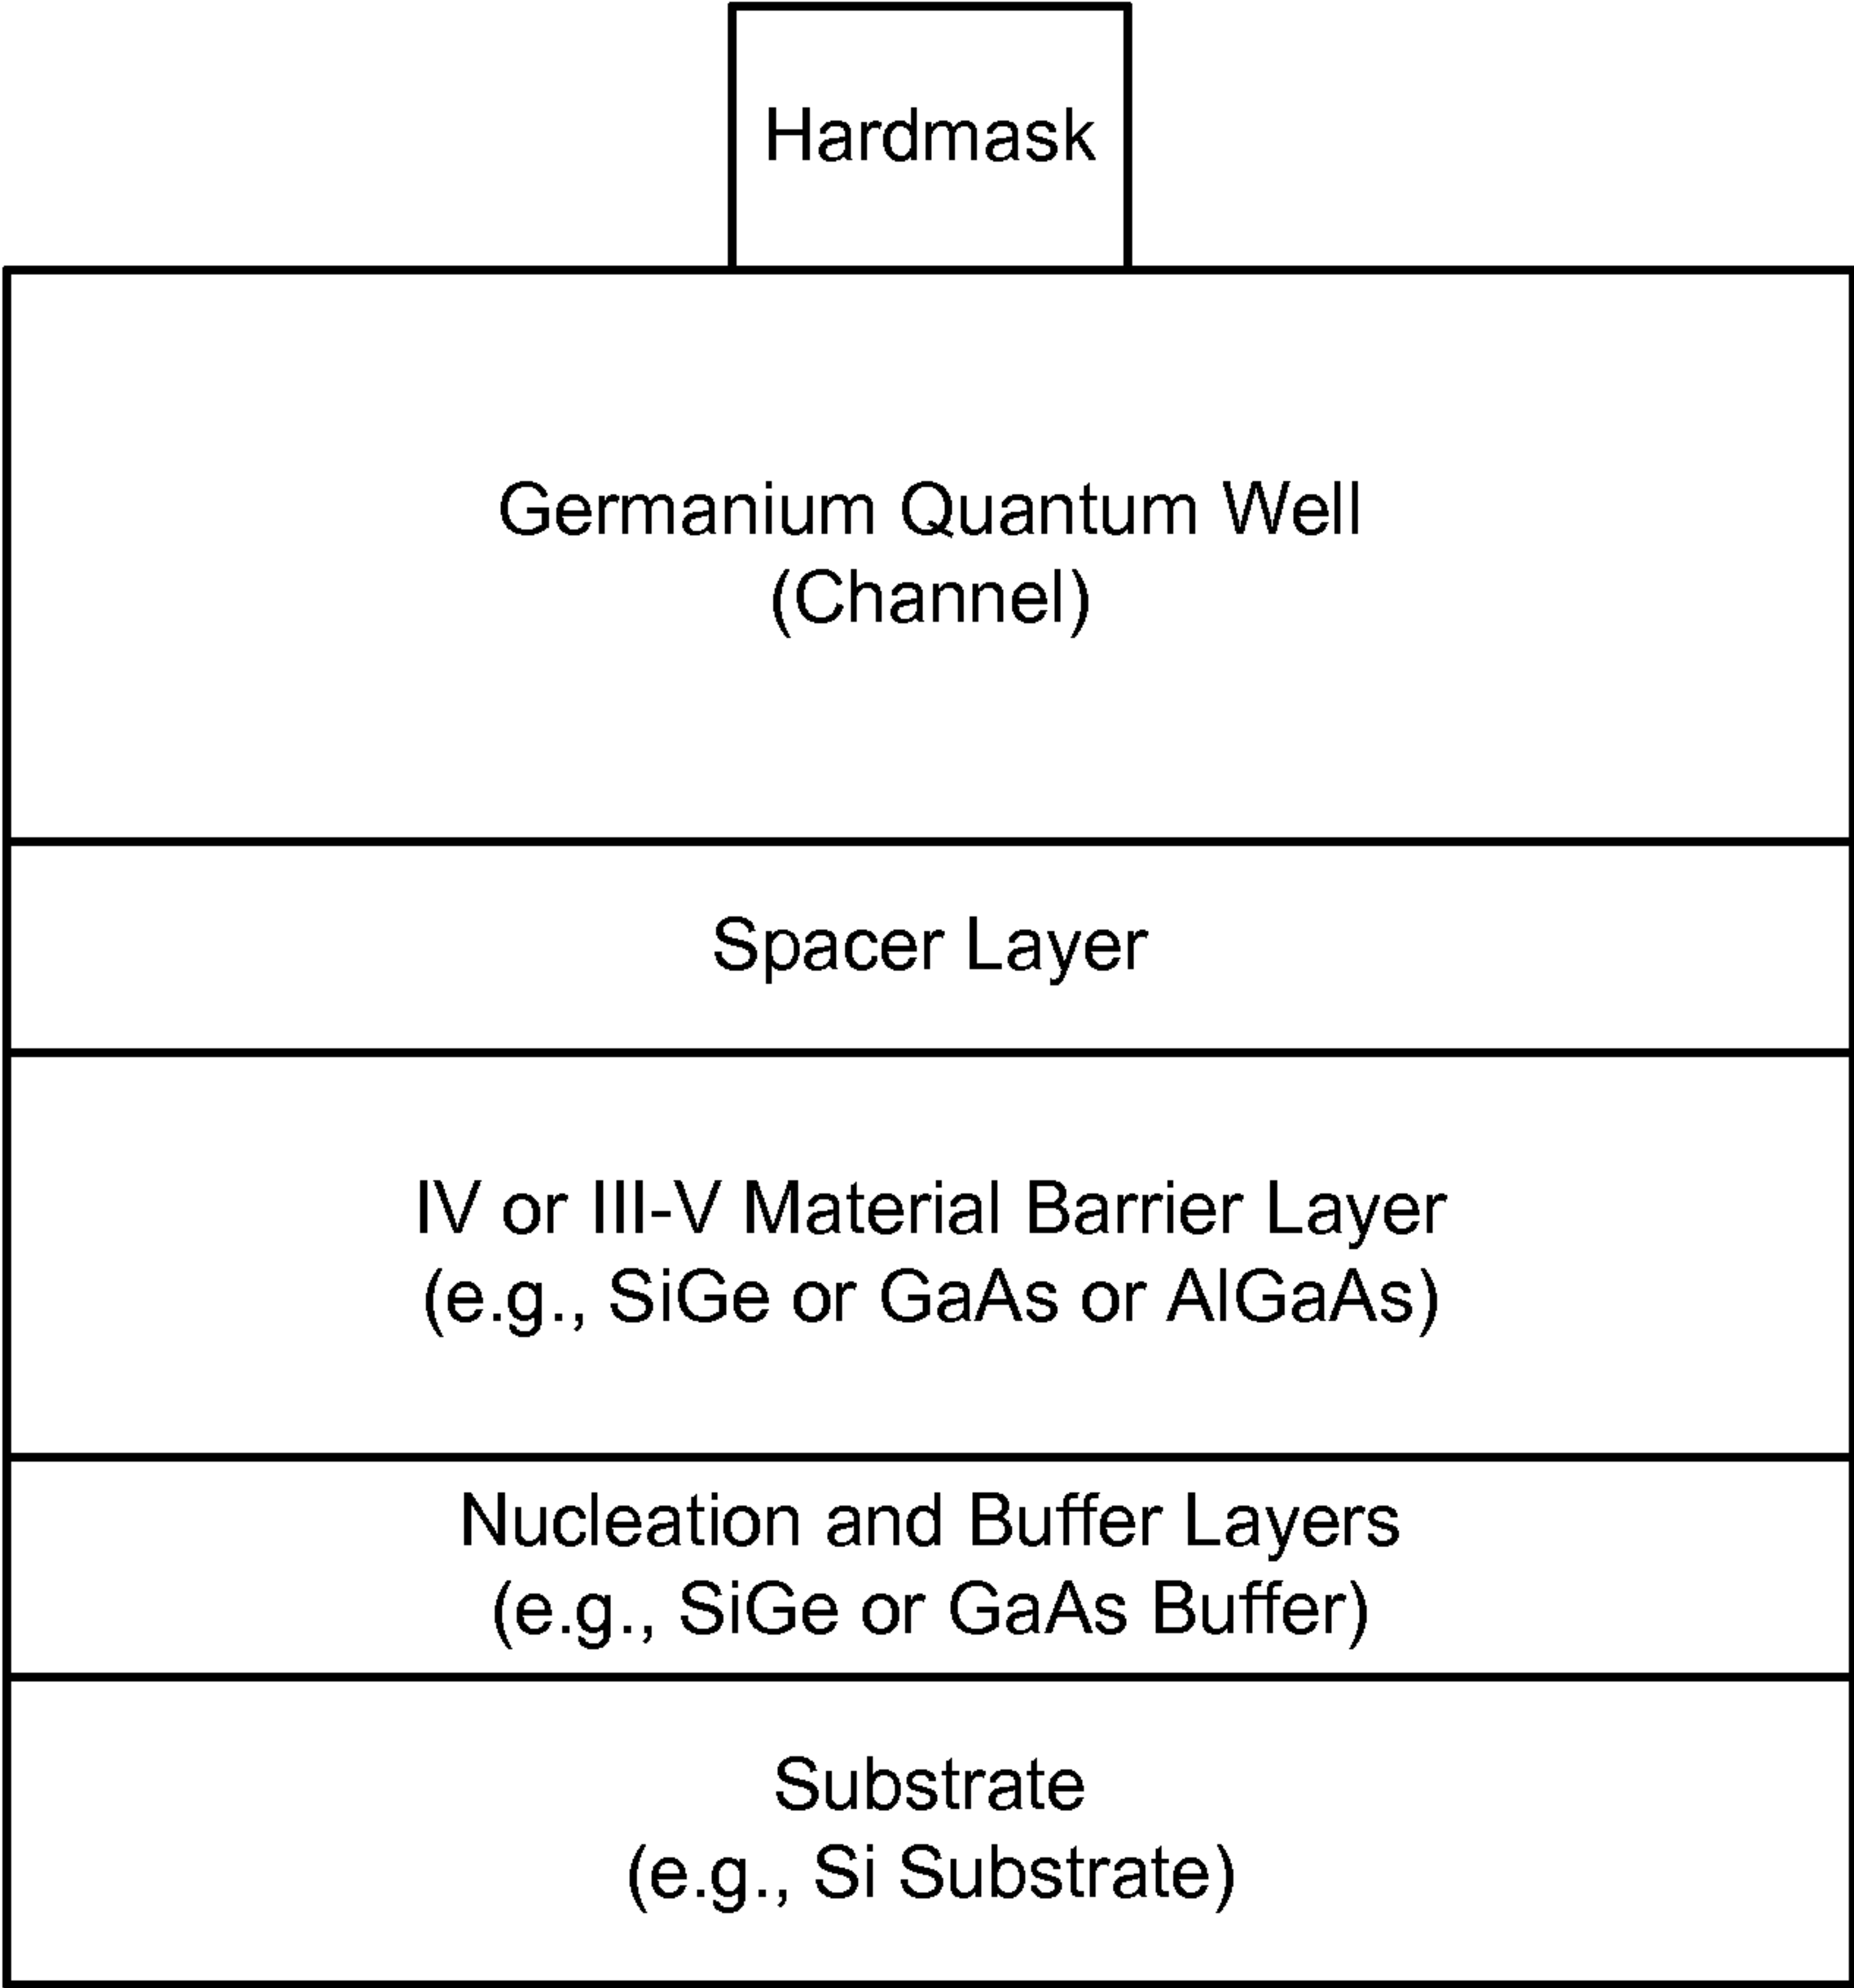 Hardmask
Germanium Quantum Well
(Channel)
Spacer Layer
IV or III-V Material Barrier Layer
(e.g., SiGe or GaAs or AlGaAs)
Nucleation and Buffer Layers
(e.g., SiGe or GaAs Buffer)
Substrate
(e.g., Si Substrate)